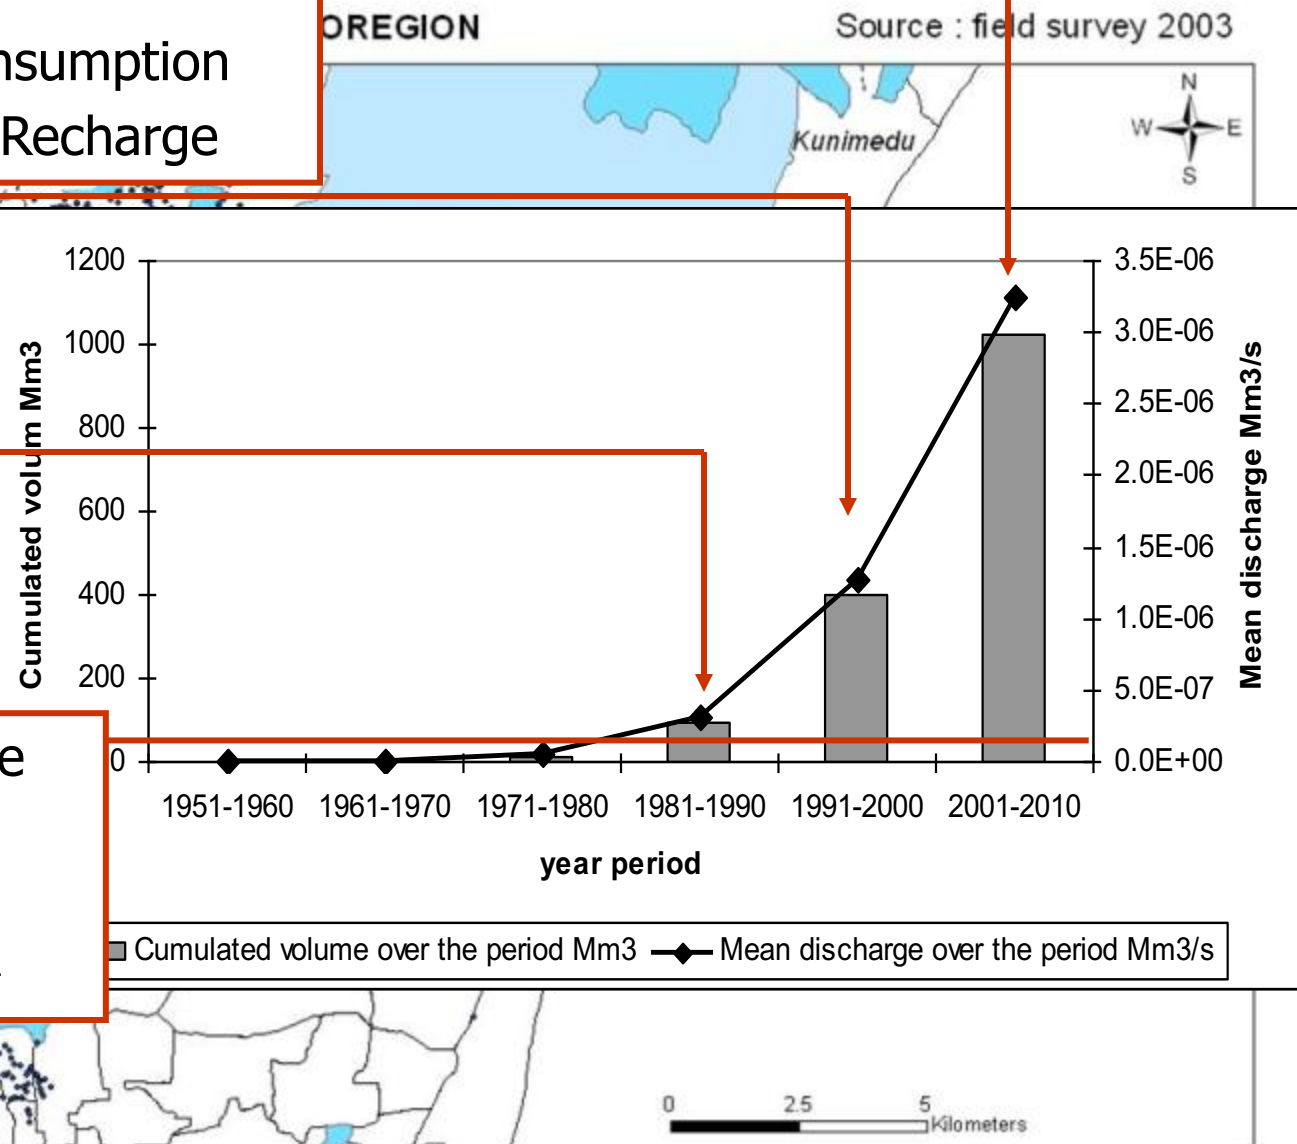 OREGION
Source : field survey 2003
nsumption
Recharge
Kunimedu
N
W E
S
Cumulated volum Mm3
1200
1000
800
600
400
200
0
3.5E-06
3.0E-06
2.5E-06
2.0E-06
1.5E-06
1.0E-06
5.0E-07
0.0E+00
Mean discharge Mm3/s
e
1951-1960 1961-1970 1971-1980 1981-1990 1991-2000 2001-2010
year period
Cumulated volume over the period Mm3 Mean discharge over the period Mm3/s
0 2.5 5
Kilometers